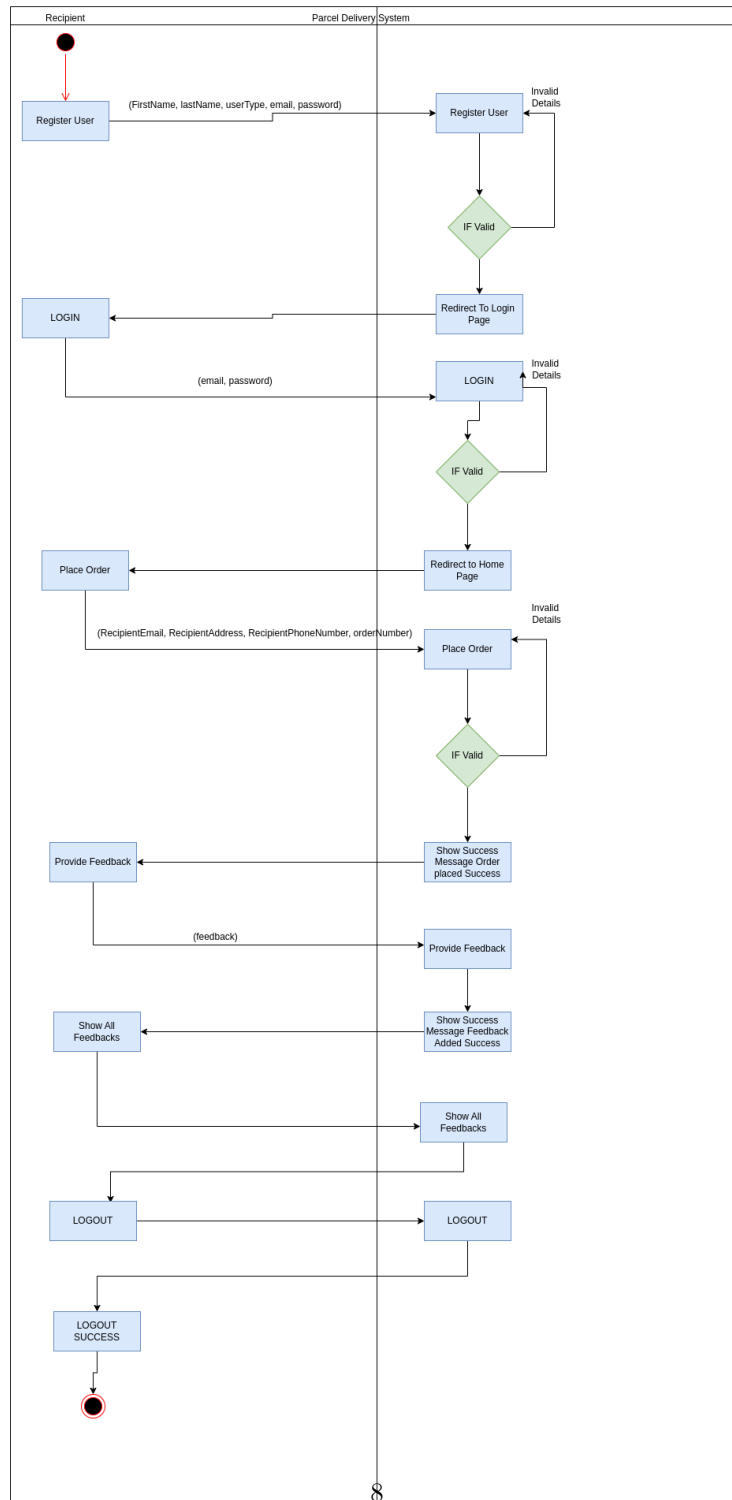 Recipient
Parcel Delivery System
Register User
(FirstName, lastName, userType, email, password)
Register User
Invalid
Details
IF Valid
Redirect To Login
Page
LOGIN
(email, password)
LOGIN
Invalid
Details
IF Valid
Redirect to Home
Page
Place Order
(RecipientEmail, RecipientAddress, RecipientPhoneNumber, orderNumber)
Place Order
Invalid
Details
IF Valid
Show Success
Message Order
placed Success
Provide Feedback
(feedback)
Provide Feedback
Show Success
Message Feedback
Added Success
Show All
Feedbacks
Show All
Feedbacks
LOGOUT
LOGOUT
LOGOUT
SUCCESS
8